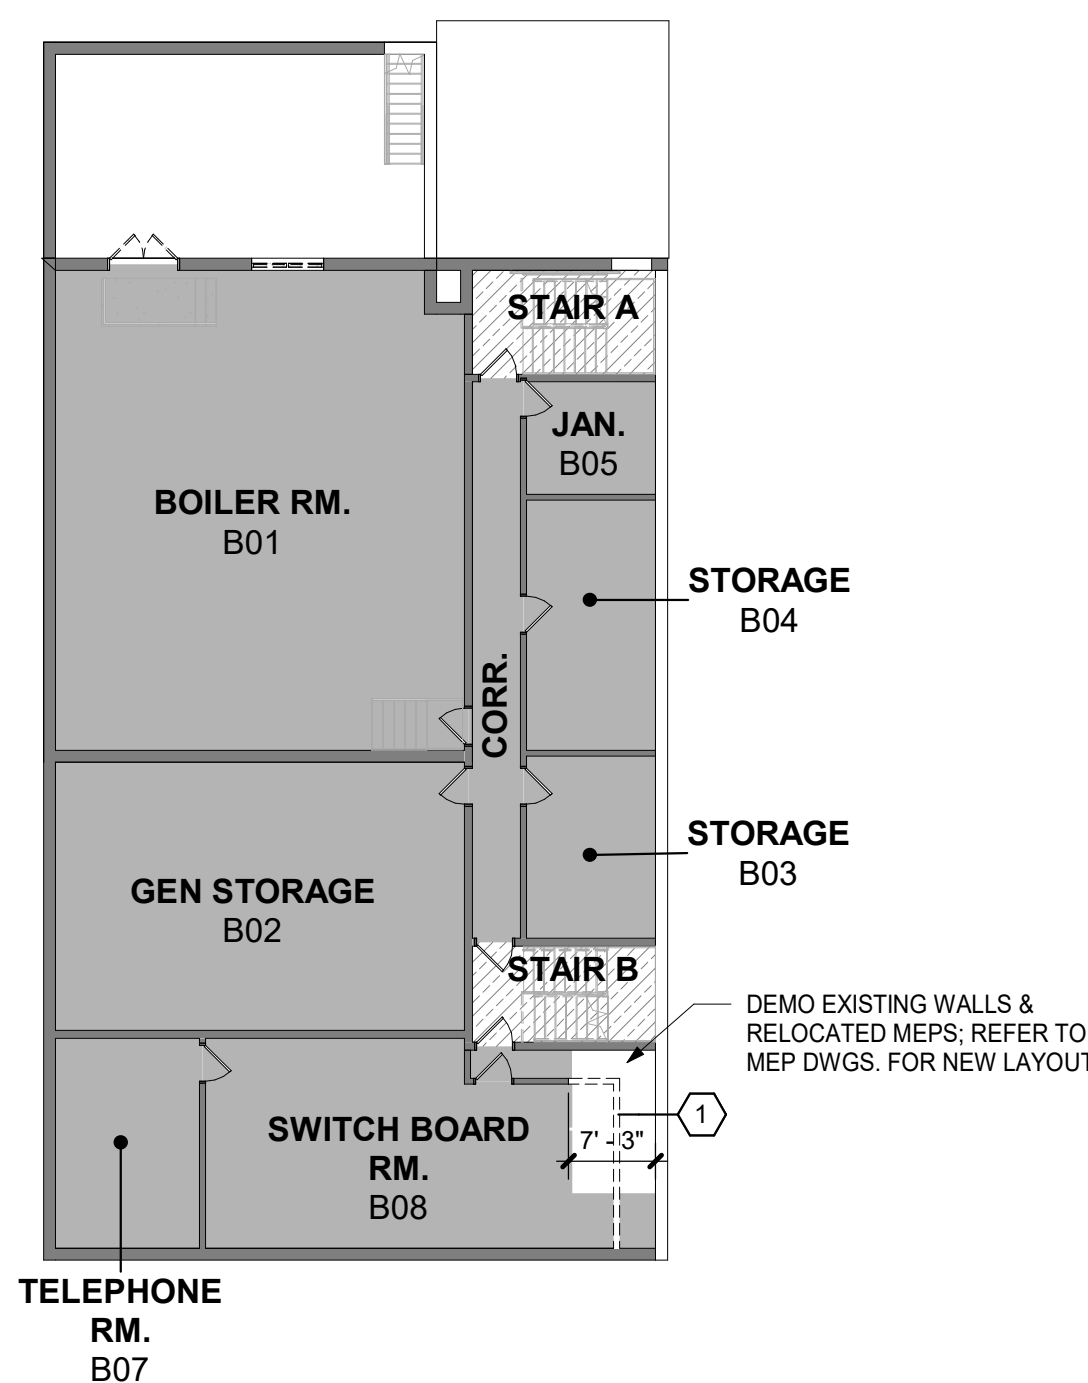 STAIR A
JAN.
B05
BOILER RM.
B01
STORAGE
B04
CORR.
STORAGE
B03
GEN STORAGE
B02
STAIR B
DEMO EXISTING WALLS &
RELOCATED MEPS; REFER TO
MEP DWGS. FOR NEW LAYOUT
1
SWITCH BOARD
RM.
B08
7' - 3"
TELEPHONE
RM.
B07